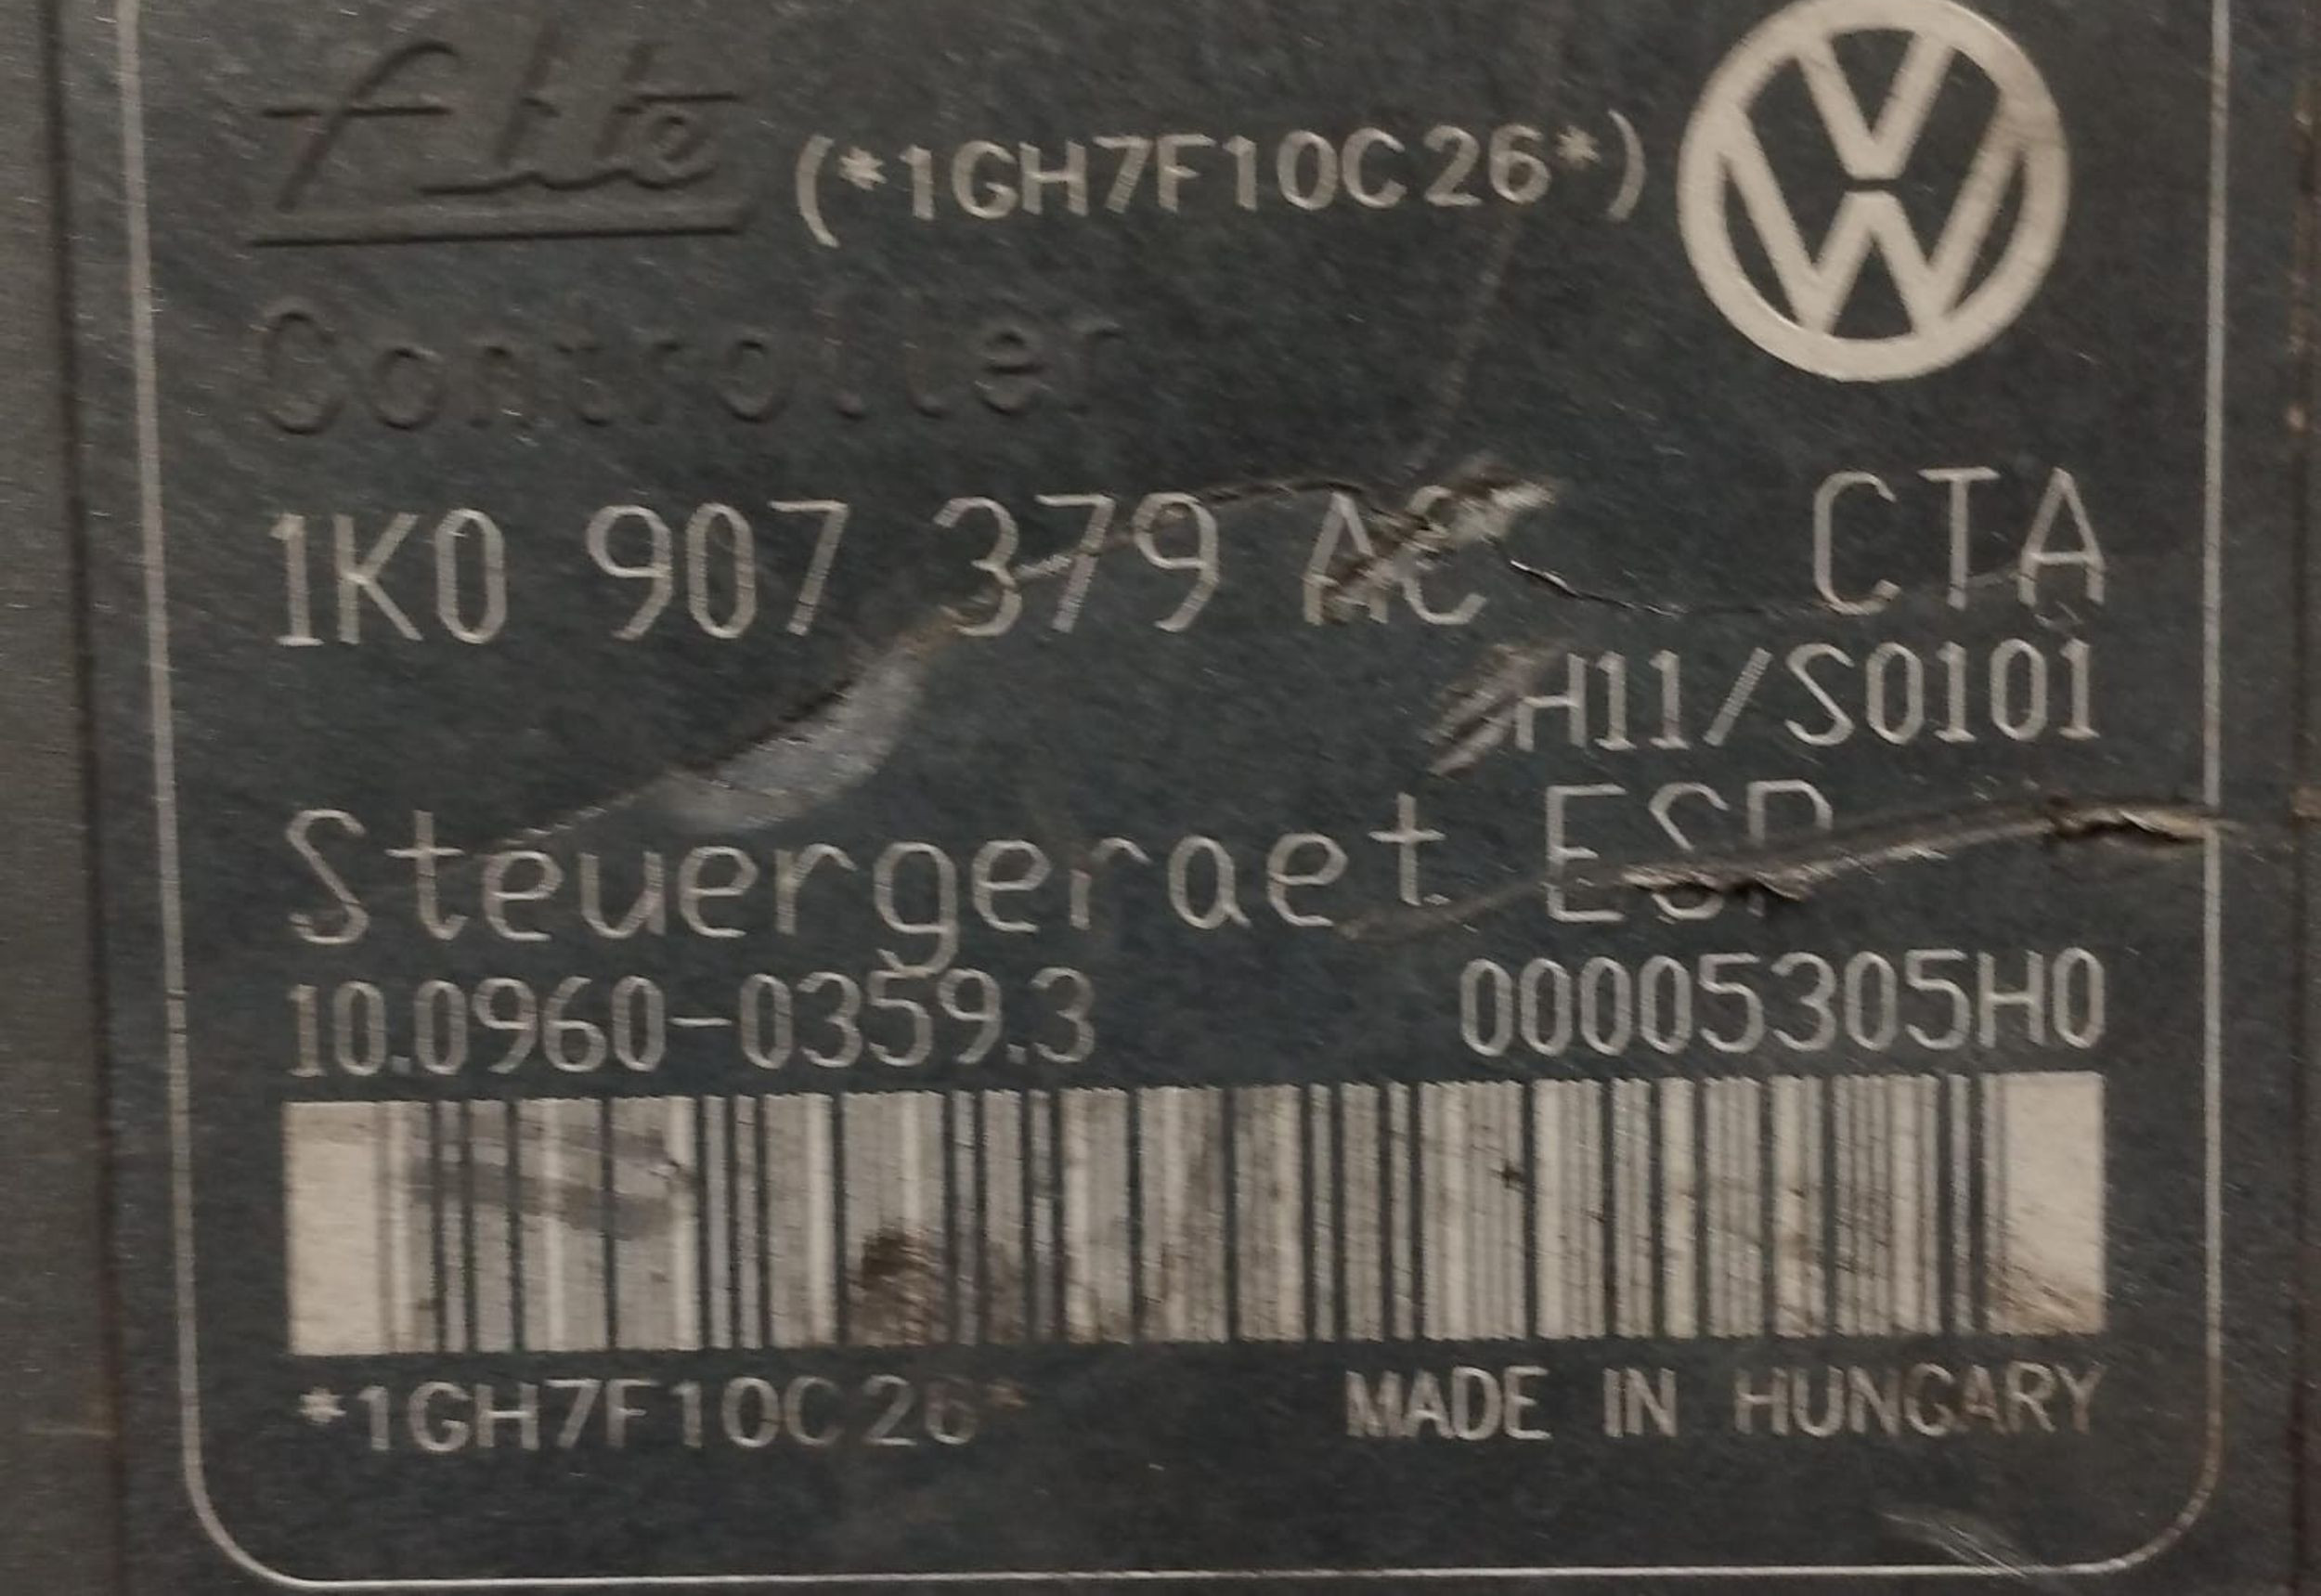 Ate (*1GH7F10C26*)
Controller
1K0 907 379 AC CTA
H11/S0101
Steuergeraet ESP
10.0960-0359.3 00005305H0
*1GH7F10C26* MADE IN HUNGARY